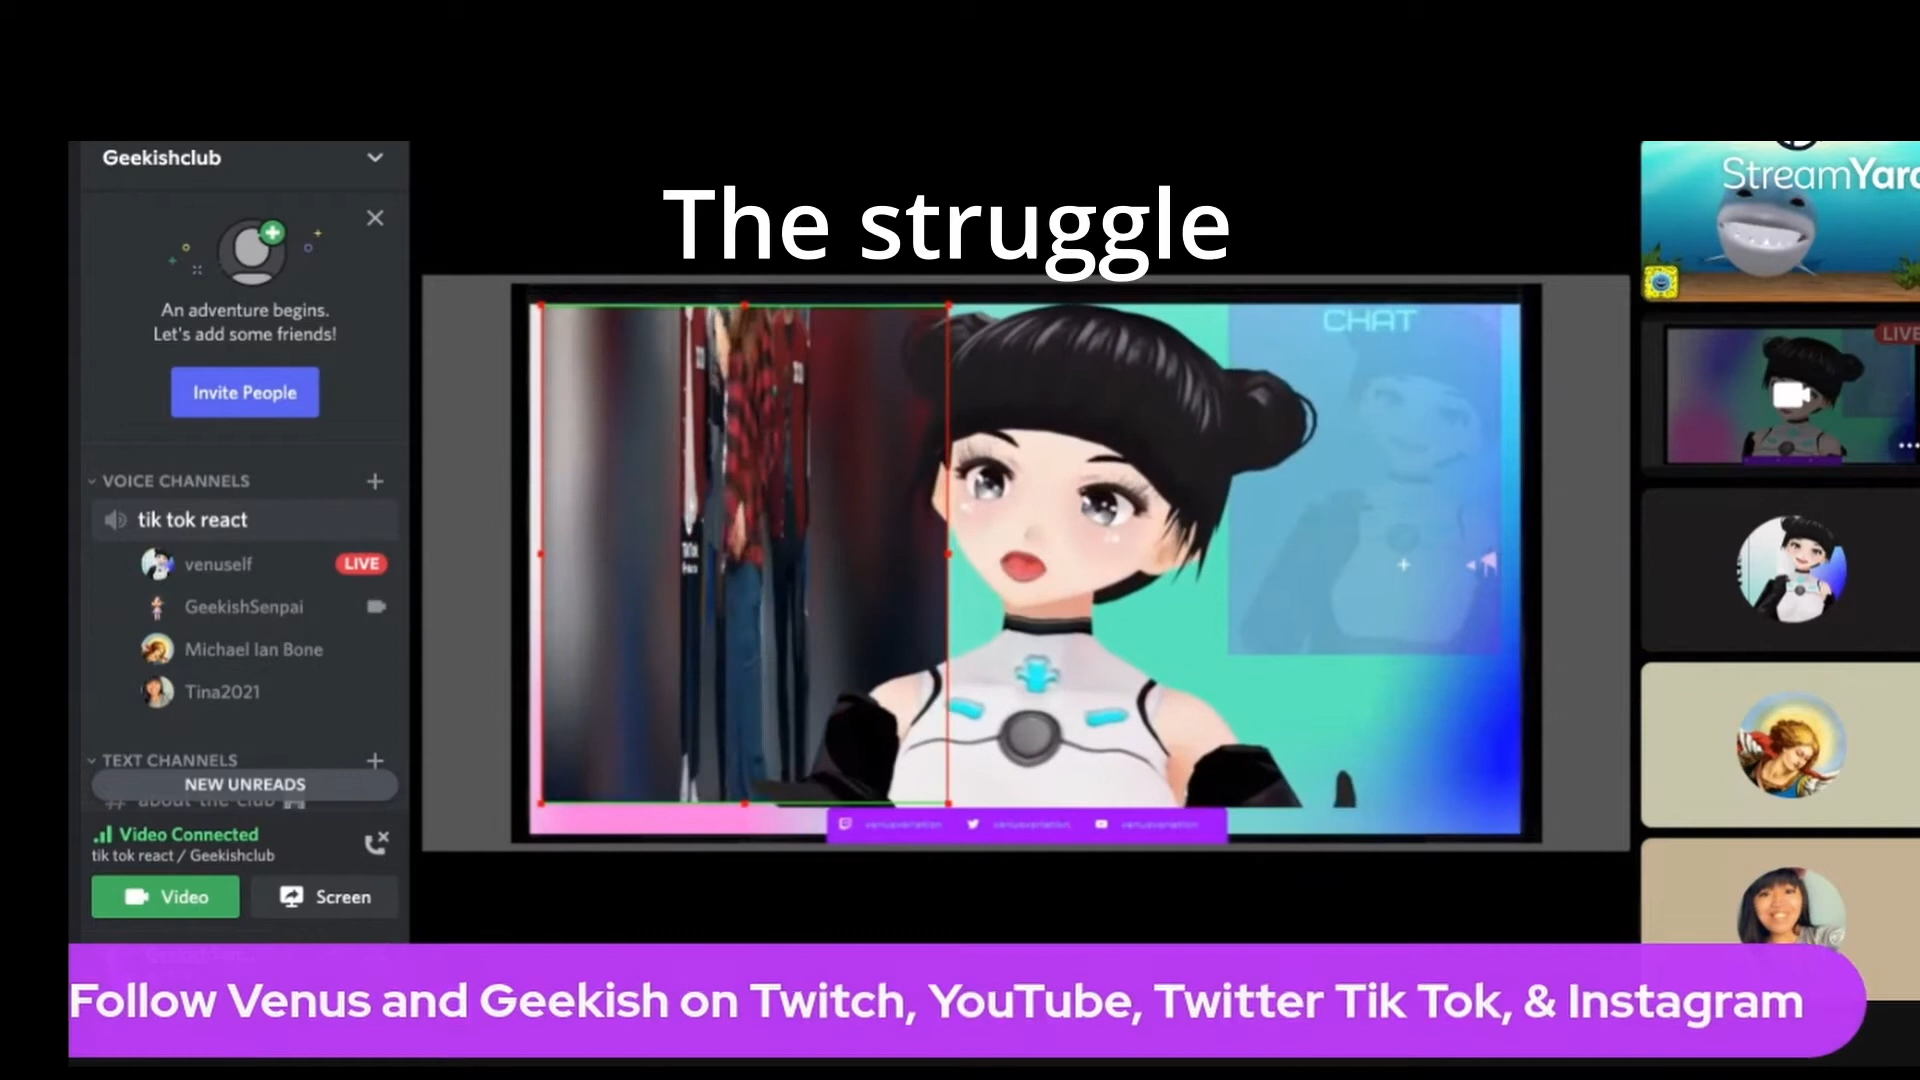 Geekishclub
The struggle
StreamYard
An adventure begins.
Let's add some friends!
Invite People
CHAT
LIVE
VOICE CHANNELS
tik tok react
venuself
LIVE
GeekishSenpai
Michael Ian Bone
Tina2021
TEXT CHANNELS
NEW UNREADS
Video Connected
tik tok react / Geekishclub
Video
Screen
Follow Venus and Geekish on Twitch, YouTube, Twitter Tik Tok, & Instagram